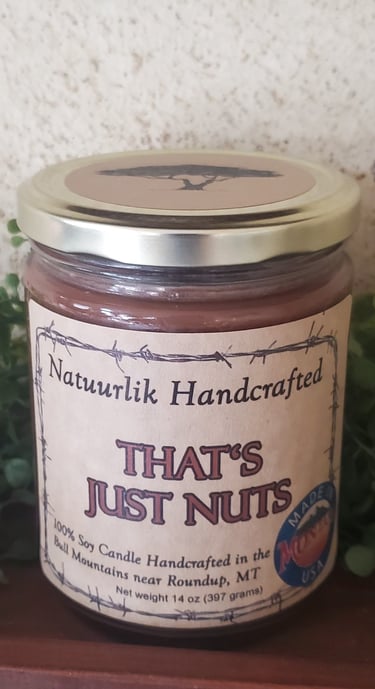 Natuurlik Handcrafted
THAT'S
JUST NUTS
100% Soy Candle Handcrafted in the
Bull Mountains near Roundup, MT
Net weight 14 oz (397 grams)
MADE IN
MONTANA
USA